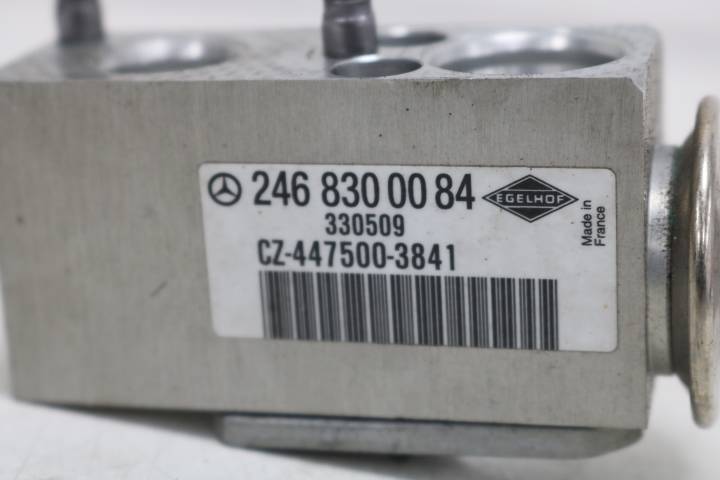 246 830 00 84
EGELHOF
330509
CZ-447500-3841
Made in
France